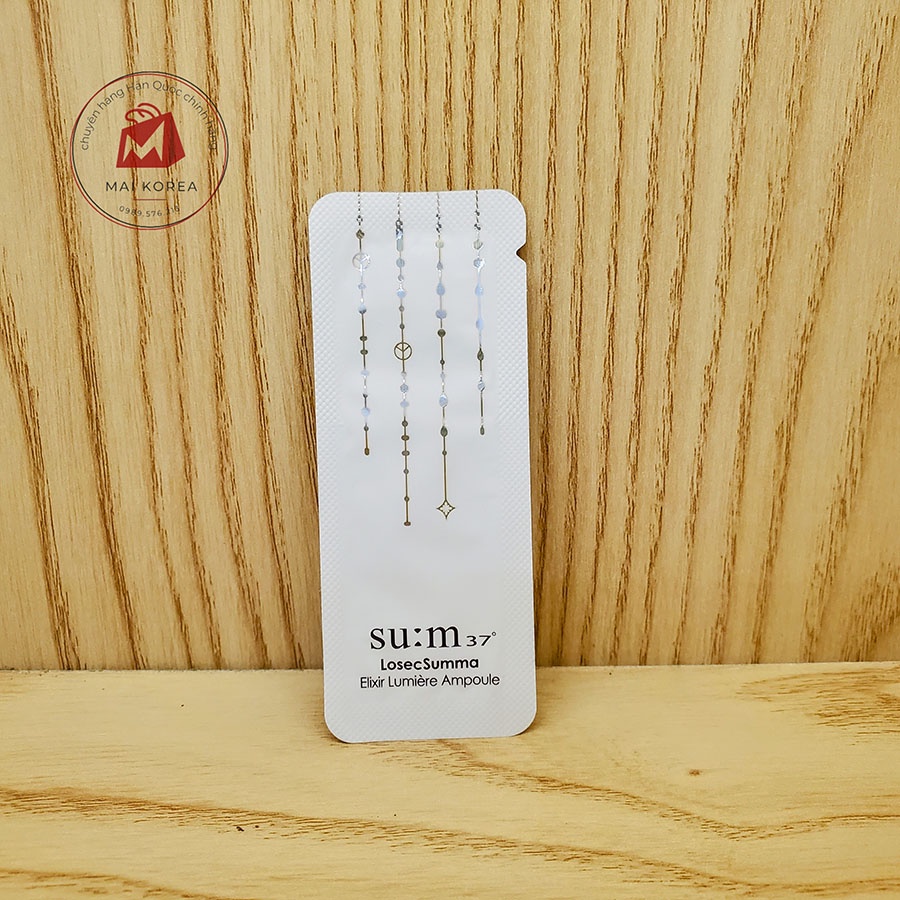 chuyên hàng Hàn Quốc chính hãng
MAI KOREA
su:m37°
LosecSumma
Elixir Lumière Ampoule